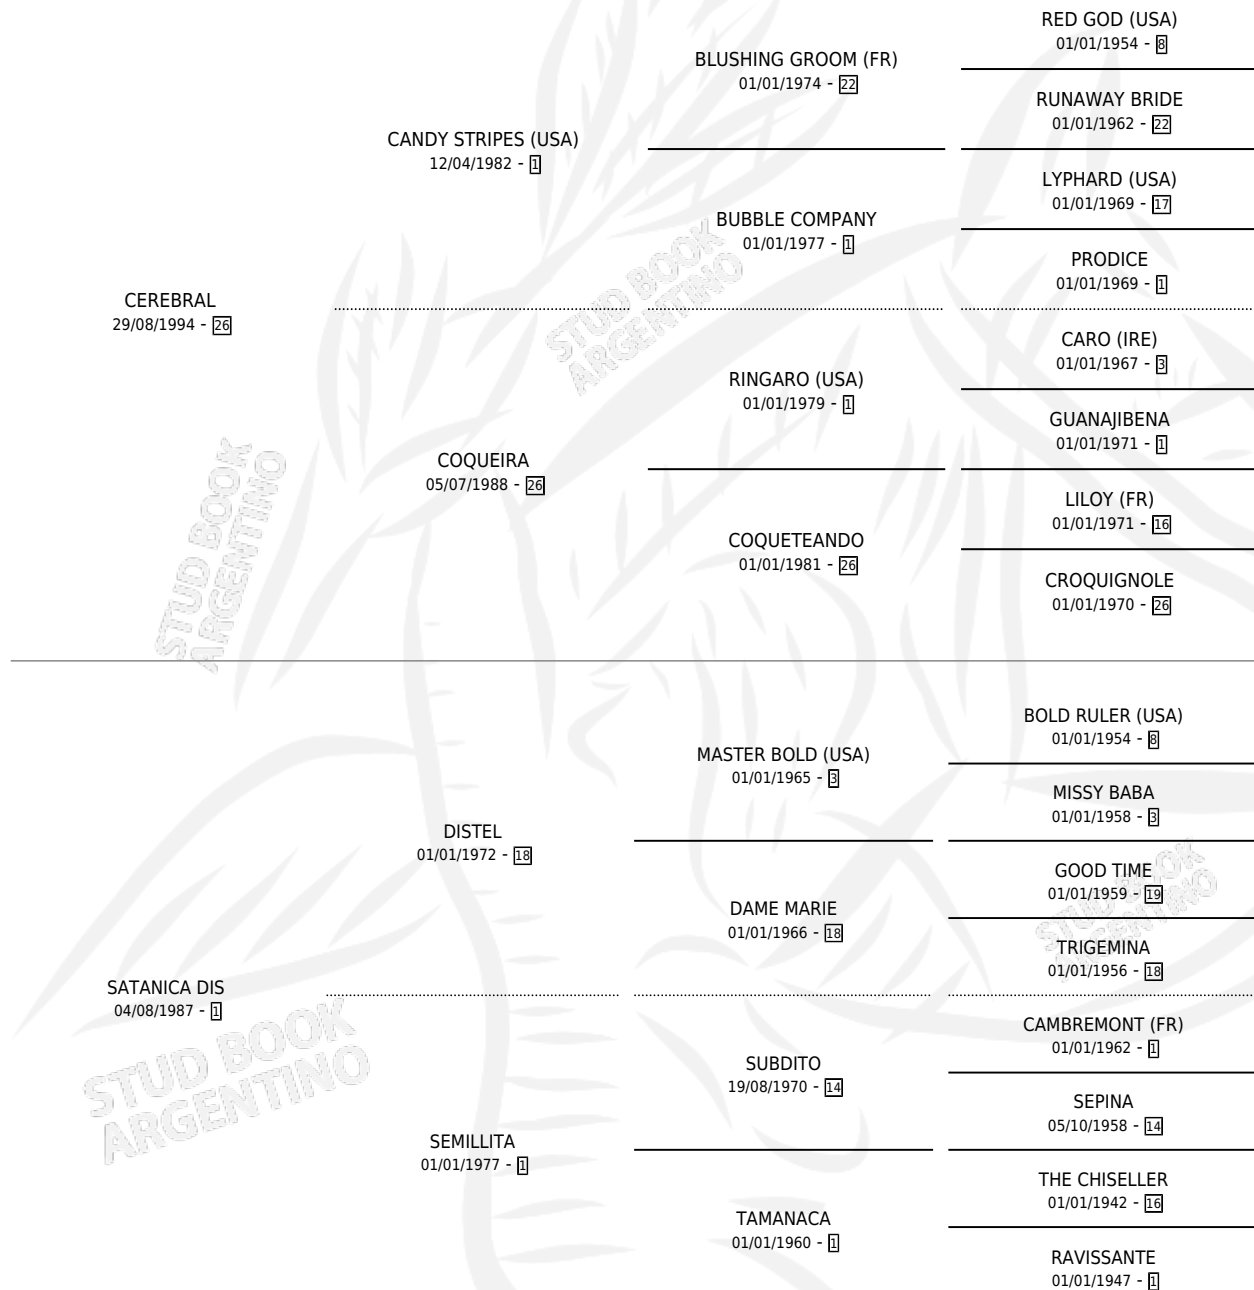 RED GOD (USA)
01/01/1954 - 8
BLUSHING GROOM (FR)
01/01/1974 - 22
RUNAWAY BRIDE
01/01/1962 - 22
CANDY STRIPES (USA)
12/04/1982 - 1
LYPHARD (USA)
01/01/1969 - 17
BUBBLE COMPANY
01/01/1977 - 1
PRODICE
01/01/1969 - 1
CEREBRAL
29/08/1994 - 26
CARO (IRE)
01/01/1967 - 3
RINGARO (USA)
01/01/1979 - 1
GUANAJIBENA
01/01/1971 - 1
COQUEIRA
05/07/1988 - 26
LILOY (FR)
01/01/1971 - 16
COQUETEANDO
01/01/1981 - 26
CROQUIGNOLE
01/01/1970 - 26
BOLD RULER (USA)
01/01/1954 - 8
MASTER BOLD (USA)
01/01/1965 - 3
MISSY BABA
01/01/1958 - 3
DISTEL
01/01/1972 - 18
GOOD TIME
01/01/1959 - 19
DAME MARIE
01/01/1966 - 18
TRIGEMINA
01/01/1956 - 18
SATANICA DIS
04/08/1987 - 1
CAMBREMONT (FR)
01/01/1962 - 1
SUBDITO
19/08/1970 - 14
SEPINA
05/10/1958 - 14
SEMILLITA
01/01/1977 - 1
THE CHISELLER
01/01/1942 - 16
TAMANACA
01/01/1960 - 1
RAVISSANTE
01/01/1947 - 1
STUD BOOK
ARGENTINO
STUD BOOK
ARGENTINO
STUD BOOK
ARGENTINO
STUD BOOK
ARGENTINO